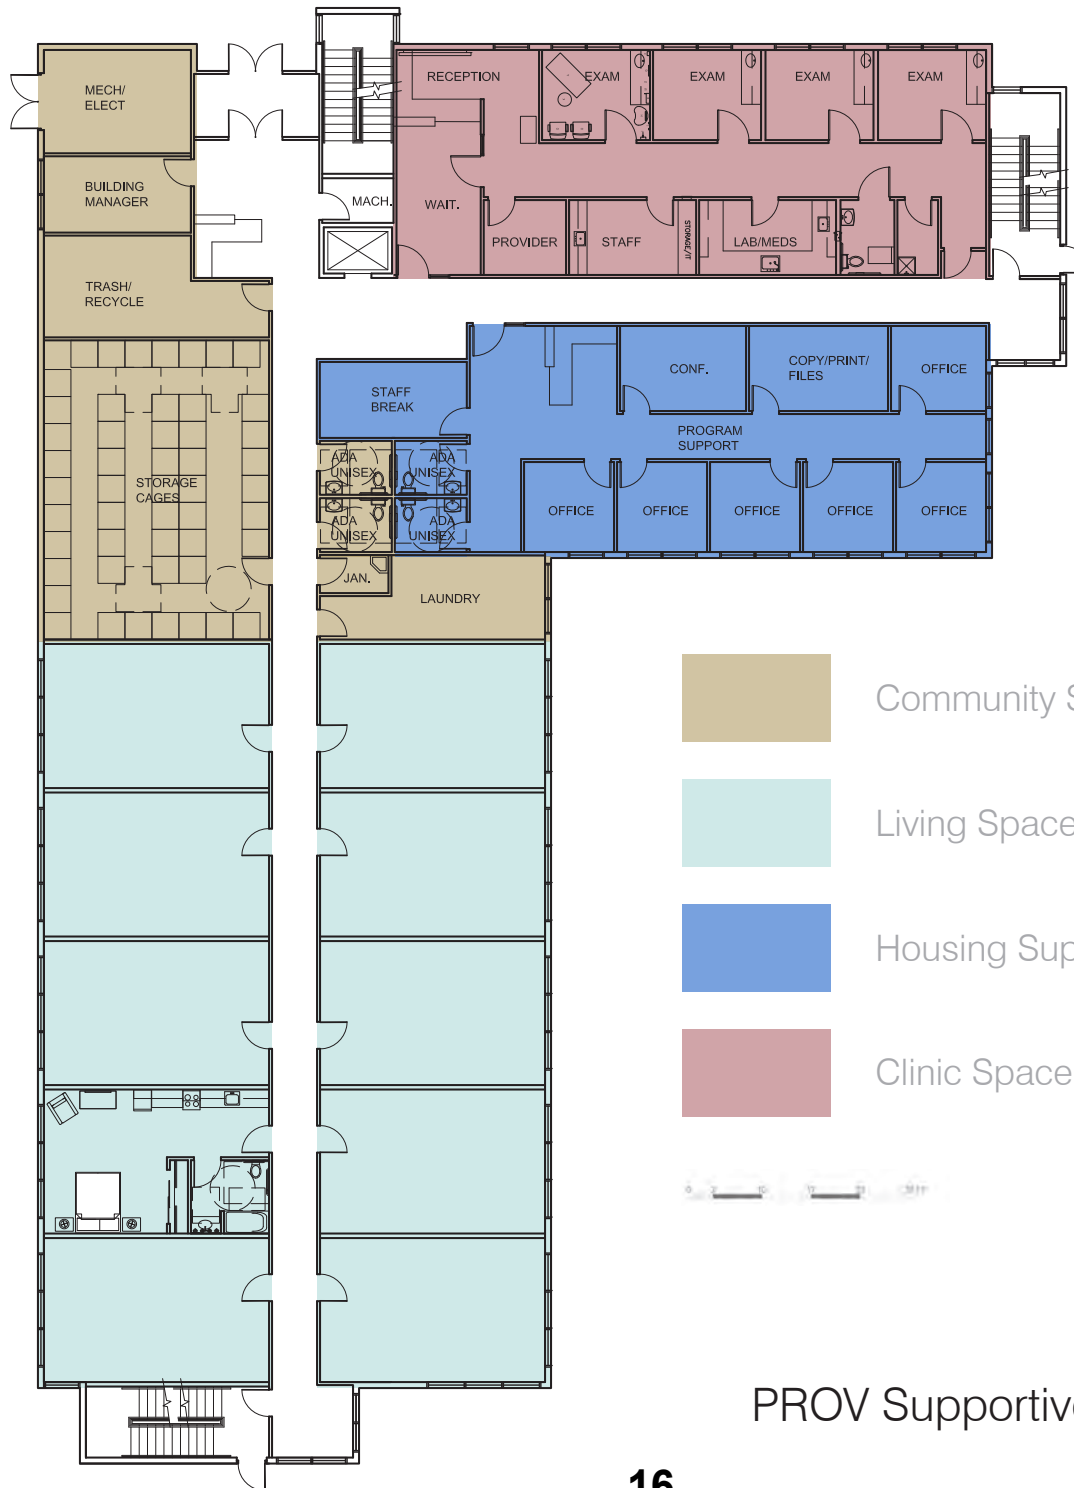 MECH/
ELECT
BUILDING
MANAGER
TRASH/
RECYCLE
STORAGE
CAGES
MACH.
RECEPTION
EXAM
EXAM
EXAM
EXAM
WAIT.
PROVIDER
STAFF
STORAGE/IT
LAB/MEDS
STAFF
BREAK
CONF.
COPY/PRINT/
FILES
OFFICE
PROGRAM
SUPPORT
ADA
UNISEX
ADA
UNISEX
ADA
UNISEX
ADA
UNISEX
OFFICE
OFFICE
OFFICE
OFFICE
OFFICE
JAN.
LAUNDRY
Community S
Living Space
Housing Sup
Clinic Space
PROV Supportive
16